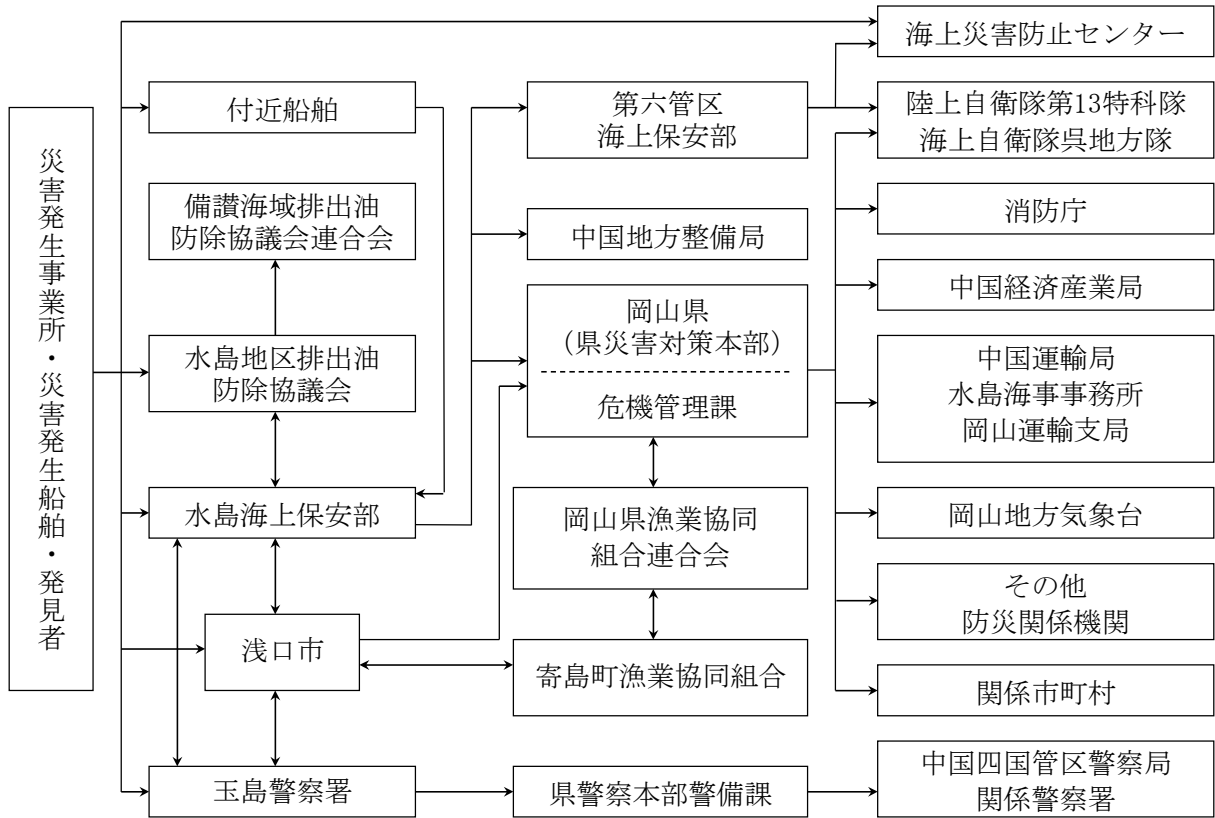 災害発生事業所・災害発生船舶・発見者
付近船舶
備讃海域排出油
防除協議会連合会
水島地区排出油
防除協議会
水島海上保安部
浅口市
玉島警察署
第六管区
海上保安部
中国地方整備局
岡山県
（県災害対策本部）
危機管理課
岡山県漁業協同
組合連合会
寄島町漁業協同組合
県警察本部警備課
海上災害防止センター
陸上自衛隊第13特科隊
海上自衛隊呉地方隊
消防庁
中国経済産業局
中国運輸局
水島海事事務所
岡山運輸支局
岡山地方気象台
その他
防災関係機関
関係市町村
中国四国管区警察局
関係警察署